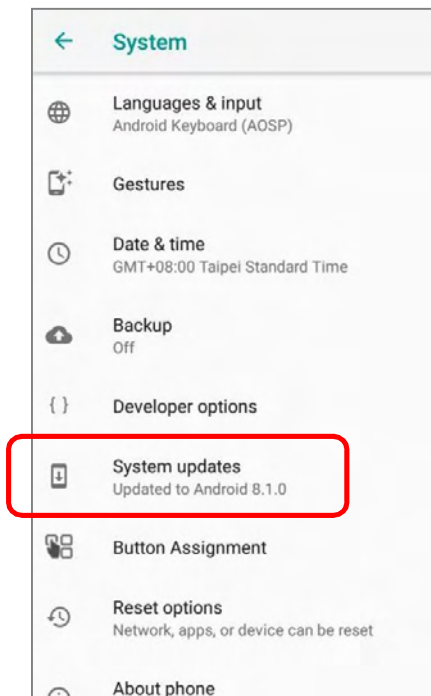 System
Languages & input
Android Keyboard (AOSP)
Gestures
Date & time
GMT+08:00 Taipei Standard Time
Backup
Off
{ } Developer options
System updates
Updated to Android 8.1.0
Button Assignment
Reset options
Network, apps, or device can be reset
About phone